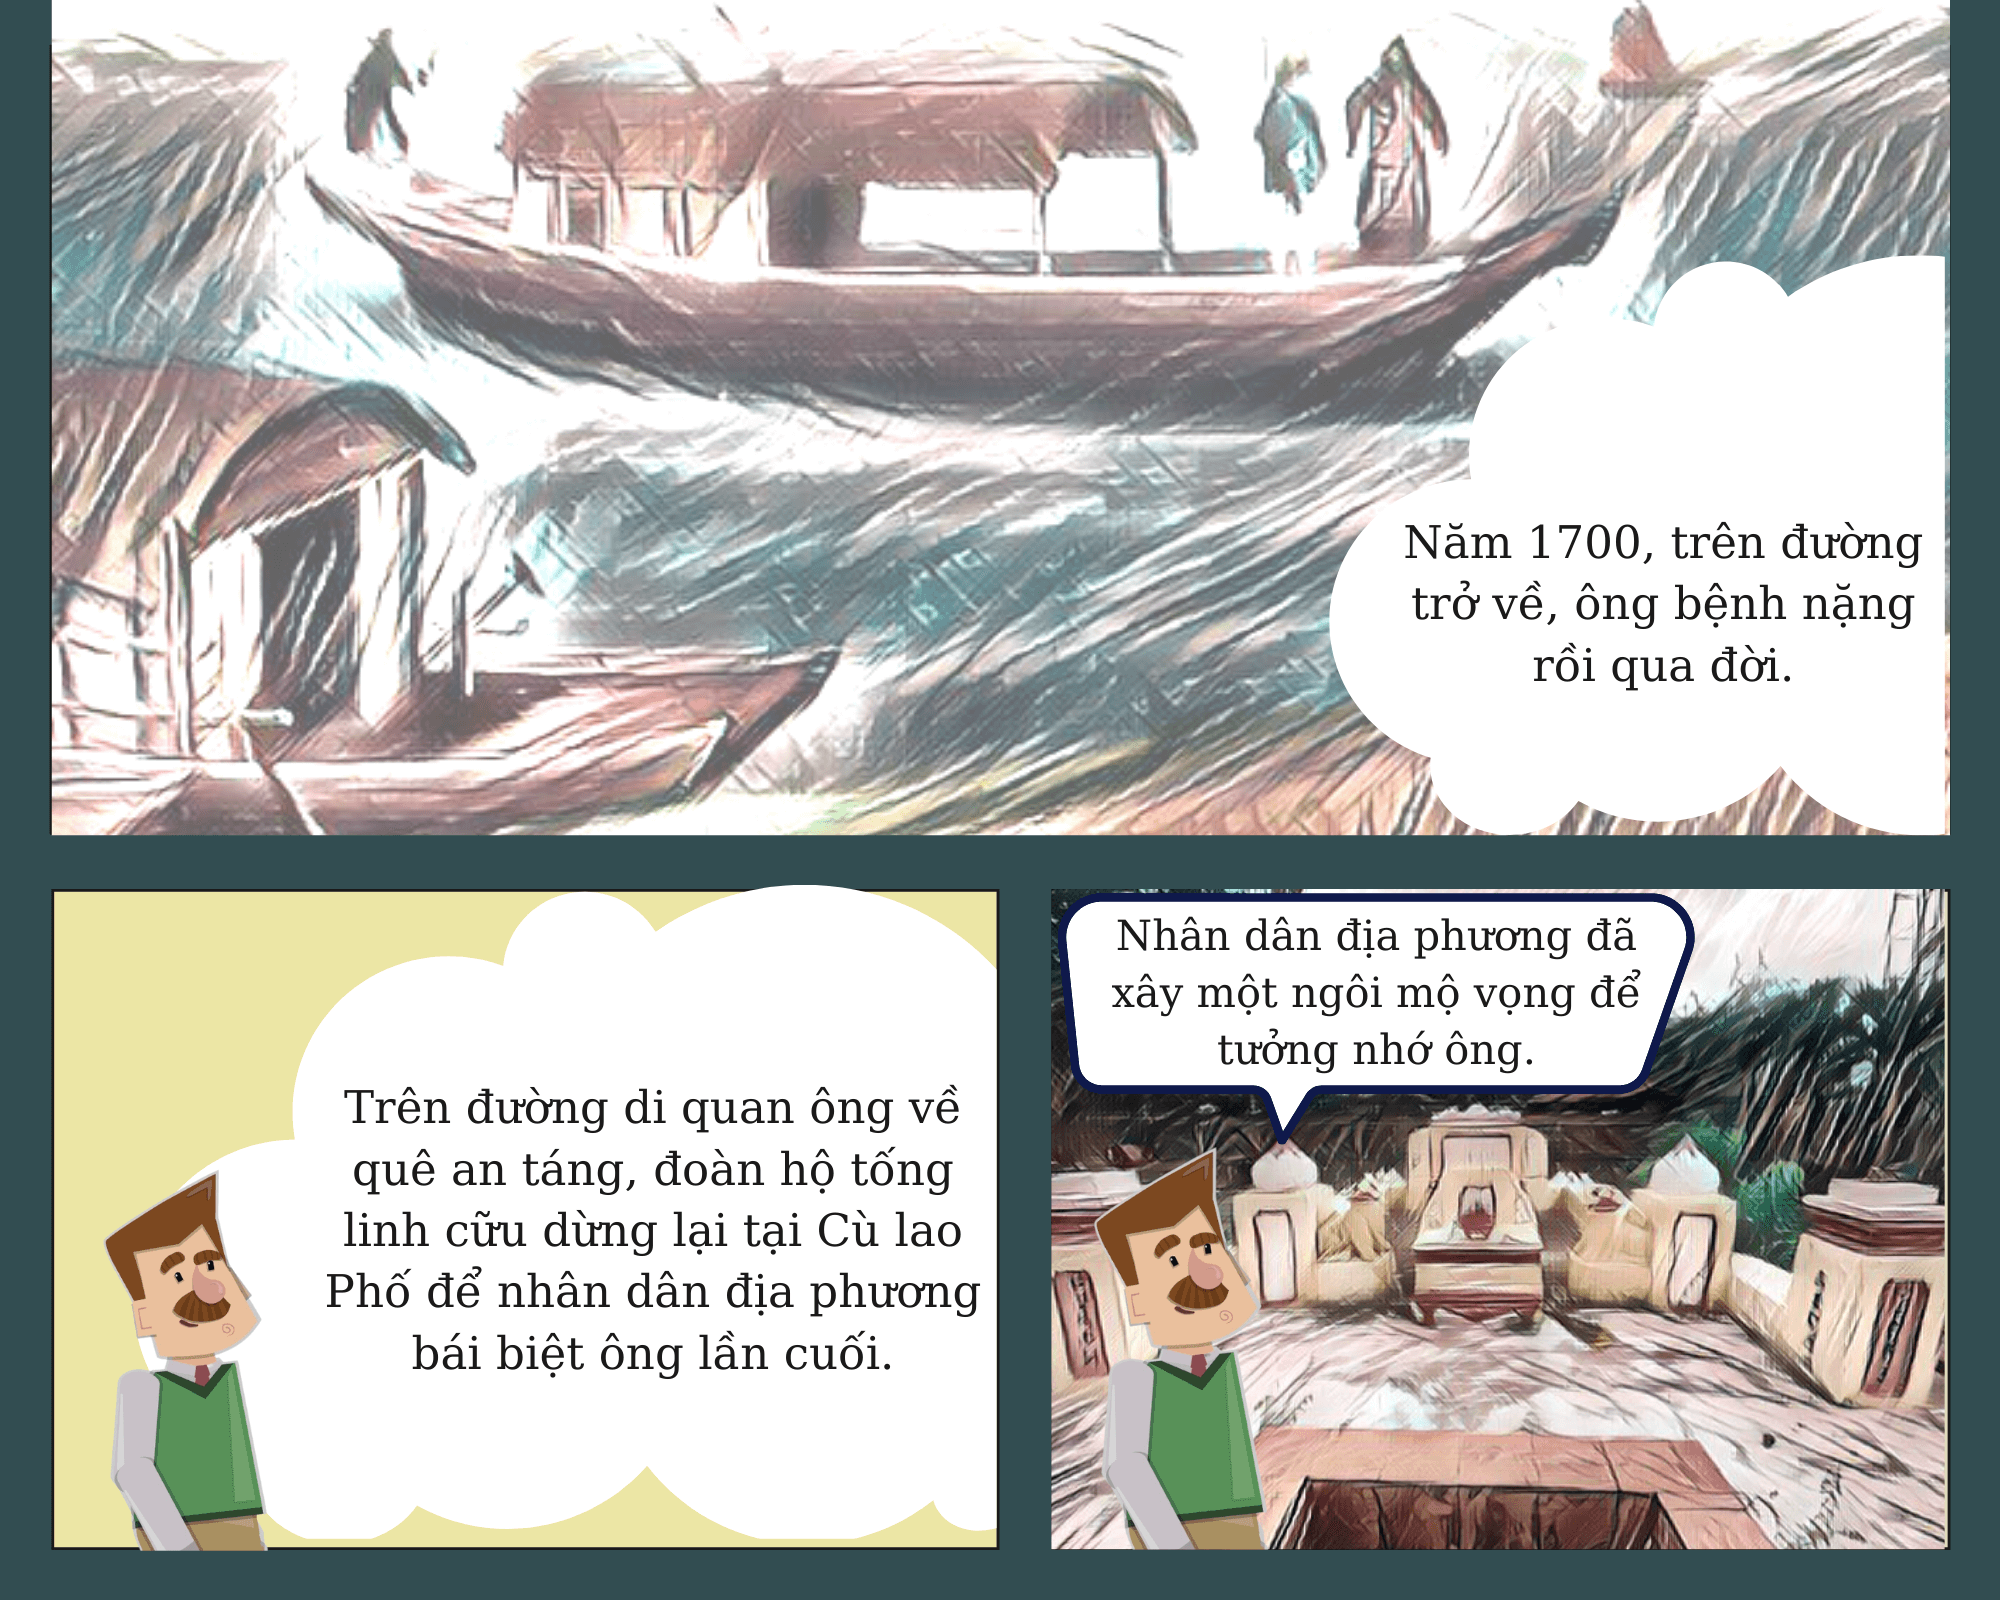 Năm 1700, trên đường
trở về, ông bệnh nặng
rồi qua đời.
Trên đường di quan ông về
quê an táng, đoàn hộ tống
linh cữu dừng lại tại Cù lao
Phố để nhân dân địa phương
bái biệt ông lần cuối.
Nhân dân địa phương đã
xây một ngôi mộ vọng để
tưởng nhớ ông.